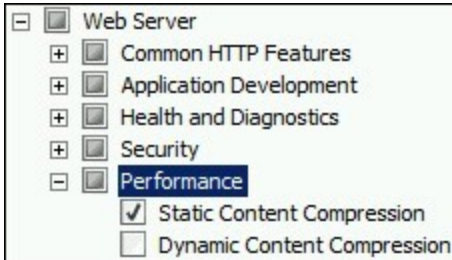 Web Server
Common HTTP Features
Application Development
Health and Diagnostics
Security
Performance
Static Content Compression
Dynamic Content Compression